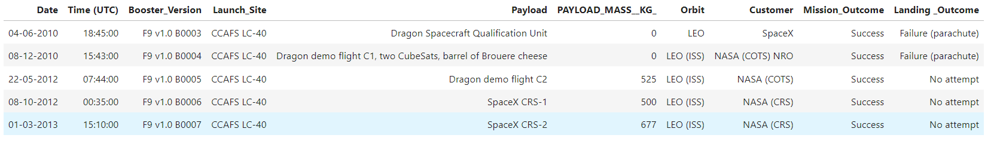 Date Time (UTC) Booster_Version Launch_Site Payload PAYLOAD_MASS__KG_ Orbit Customer Mission_Outcome Landing _Outcome
04-06-2010 18:45:00 F9 v1.0 B0003 CCAFS LC-40 Dragon Spacecraft Qualification Unit 0 LEO SpaceX Success Failure (parachute)
08-12-2010 15:43:00 F9 v1.0 B0004 CCAFS LC-40 Dragon demo flight C1, two CubeSats, barrel of Brouere cheese 0 LEO (ISS) NASA (COTS) NRO Success Failure (parachute)
22-05-2012 07:44:00 F9 v1.0 B0005 CCAFS LC-40 Dragon demo flight C2 525 LEO (ISS) NASA (COTS) Success No attempt
08-10-2012 00:35:00 F9 v1.0 B0006 CCAFS LC-40 SpaceX CRS-1 500 LEO (ISS) NASA (CRS) Success No attempt
01-03-2013 15:10:00 F9 v1.0 B0007 CCAFS LC-40 SpaceX CRS-2 677 LEO (ISS) NASA (CRS) Success No attempt